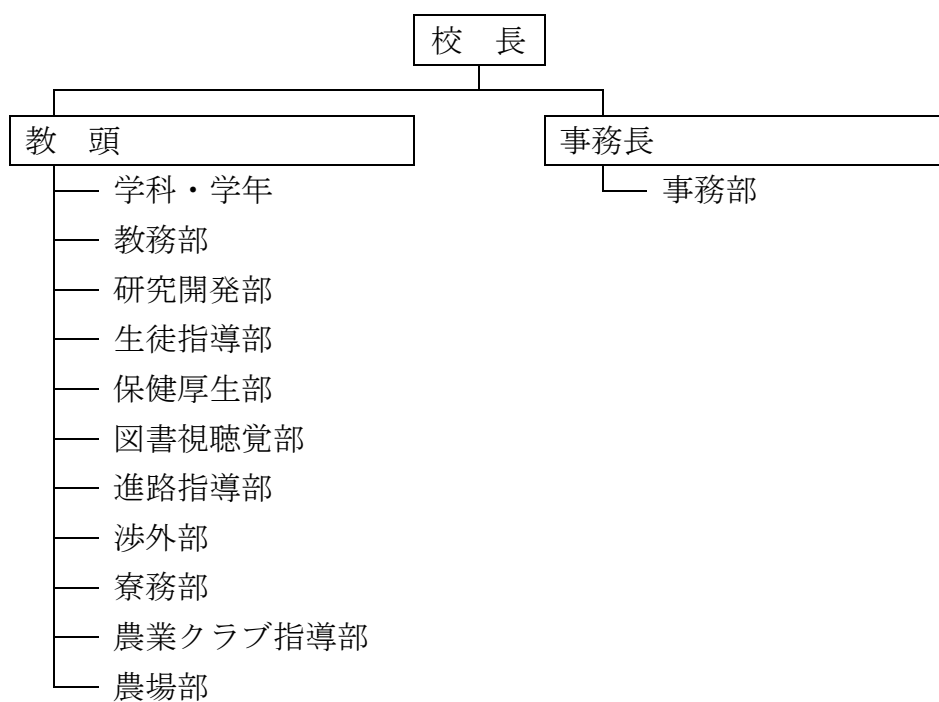 校　長
教　頭
事務長
学科・学年
事務部
教務部
研究開発部
生徒指導部
保健厚生部
図書視聴覚部
進路指導部
渉外部
寮務部
農業クラブ指導部
農場部